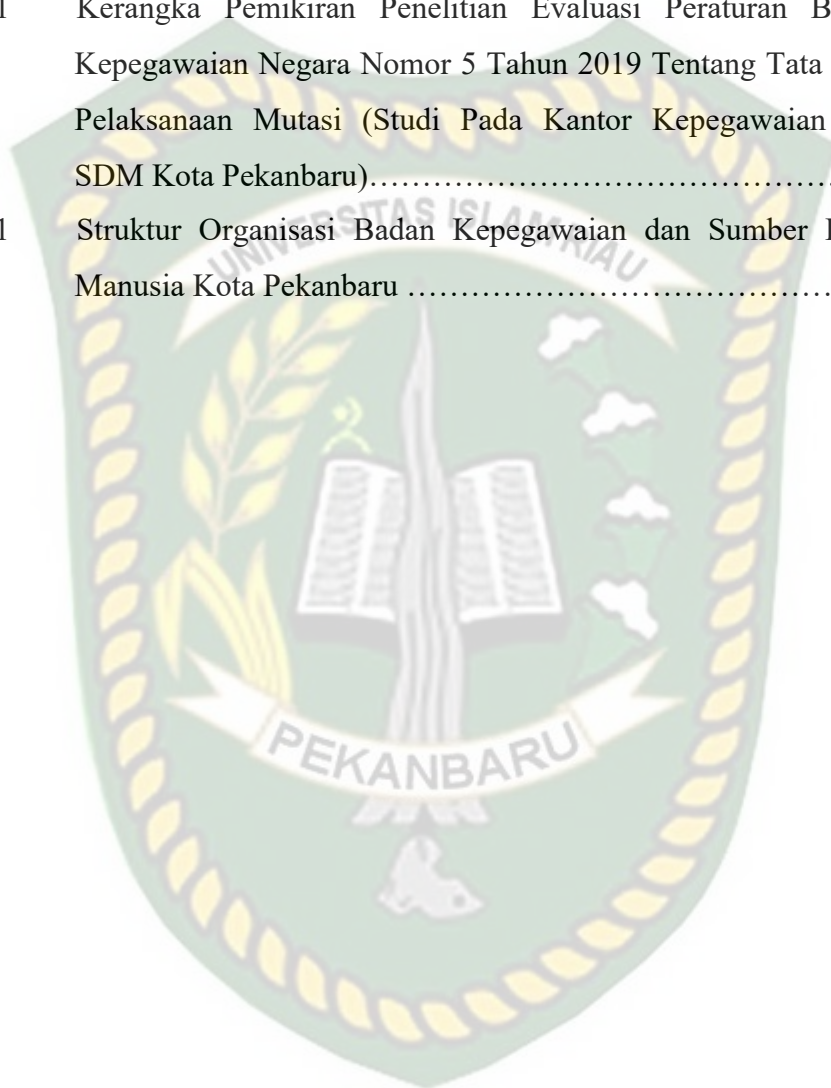 1 Kerangka Pemikiran Penelitian Evaluasi Peraturan B
Kepegawaian Negara Nomor 5 Tahun 2019 Tentang Tata
Pelaksanaan Mutasi (Studi Pada Kantor Kepegawaian
SDM Kota Pekanbaru)……………………………………
1 Struktur Organisasi Badan Kepegawaian dan Sumber
Manusia Kota Pekanbaru …………………………………
UNIVERSITAS ISLAM RIAU
PEKANBARU